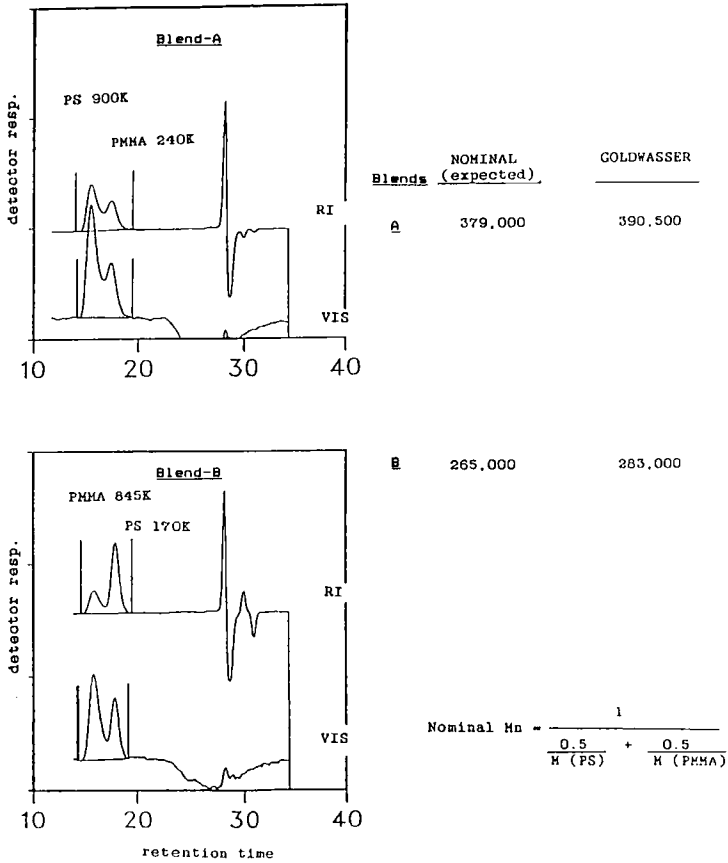 Blend-A
PS 900K
PMMA 240K
detector resp.
RI
VIS
10 20 30 40
Blends NOMINAL (expected) GOLDWASSER
A 379,000 390,500
Blend-B
PMMA 845K
PS 170K
detector resp.
RI
VIS
10 20 30 40
retention time
B 265,000 283,000
Nominal Mn =
1
0.5 + 0.5
M (PS) M (PMMA)